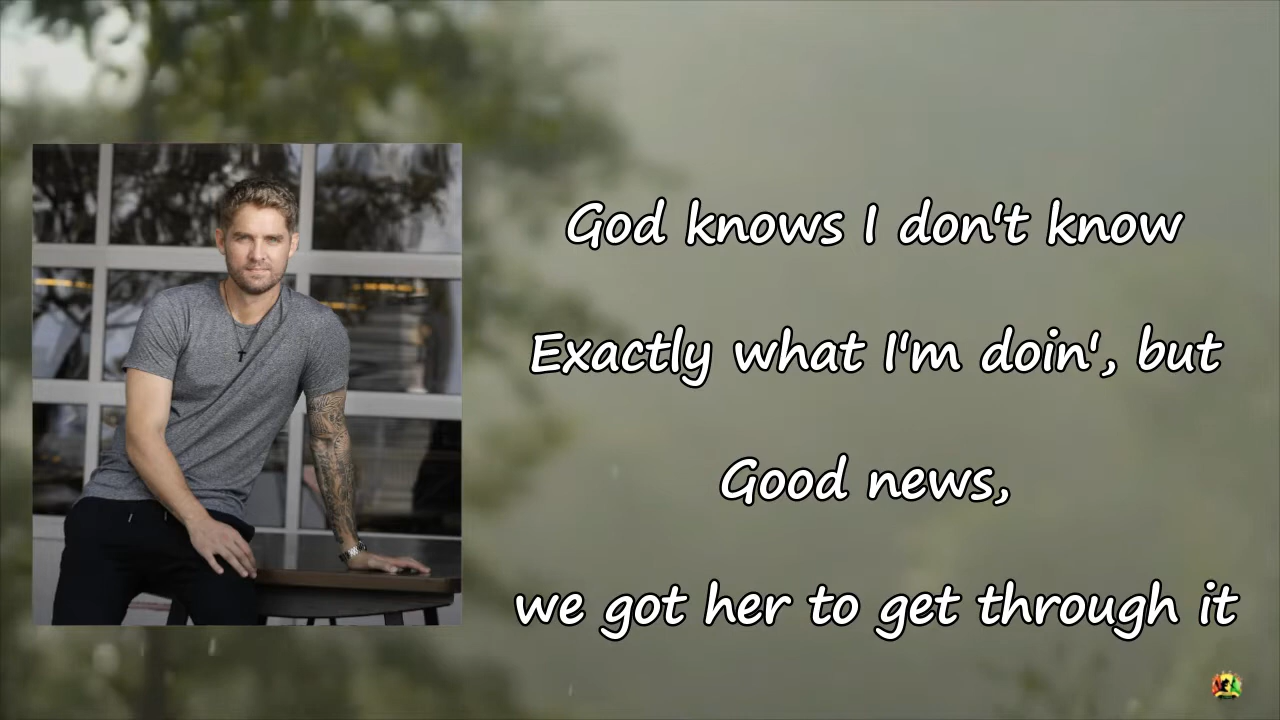 God knows I don't know
Exactly what I'm doin', but
Good news,
we got her to get through it